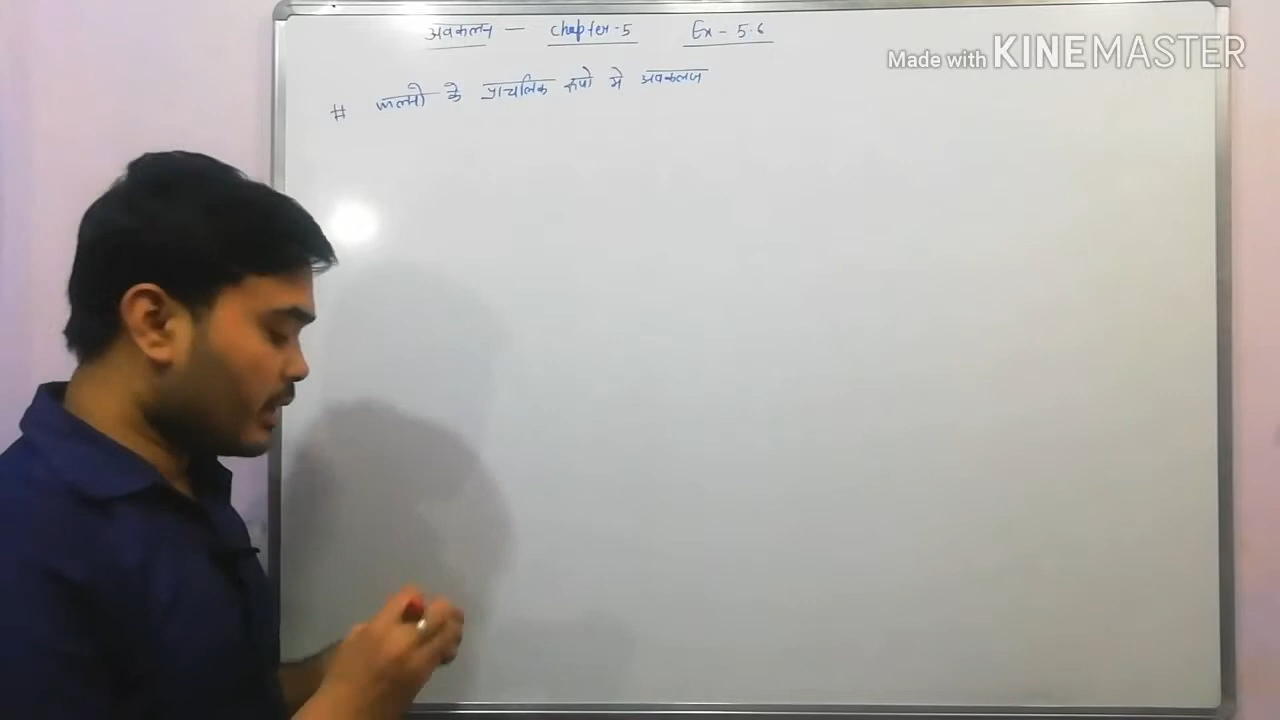 अवकलन — Chapter-5 Ex - 5.6
Made with KINEMASTER
# फलनो के प्राचलिक रुपो मे अवकलज